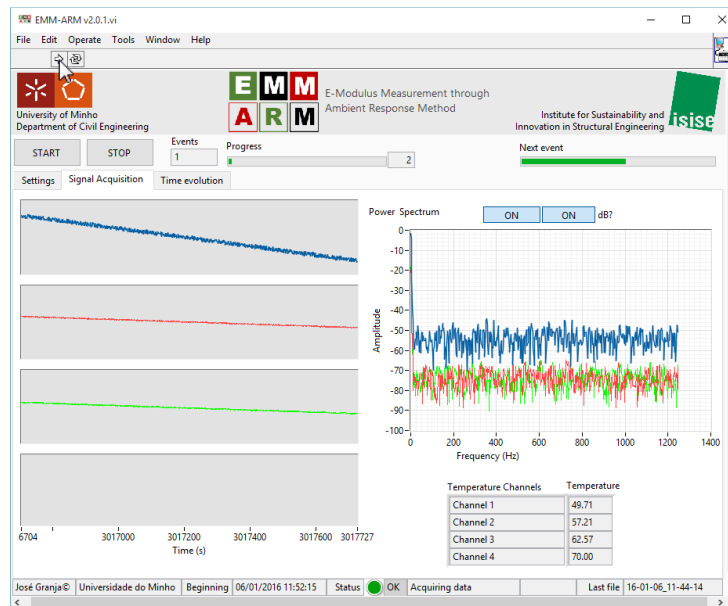 EMM-ARM v2.0.1.vi
File Edit Operate Tools Window Help
University of Minho
Department of Civil Engineering
E M M
A R M
E-Modulus Measurement through
Ambient Response Method
Institute for Sustainability and
Innovation in Structural Engineering
isise
START
STOP
Events
1
Progress
2
Next event
Settings
Signal Acquisition
Time evolution
6704 3017000 3017200 3017400 3017600 3017727
Time (s)
Power Spectrum
ON
ON
dB?
Amplitude
0
-10
-20
-30
-40
-50
-60
-70
-80
-90
-100
0 200 400 600 800 1000 1200 1400
Frequency (Hz)
Temperature Channels Temperature
Channel 1 49.71
Channel 2 57.21
Channel 3 62.57
Channel 4 70.00
José Granja© Universidade do Minho Beginning 06/01/2016 11:52:15 Status OK Acquiring data Last file 16-01-06_11-44-14